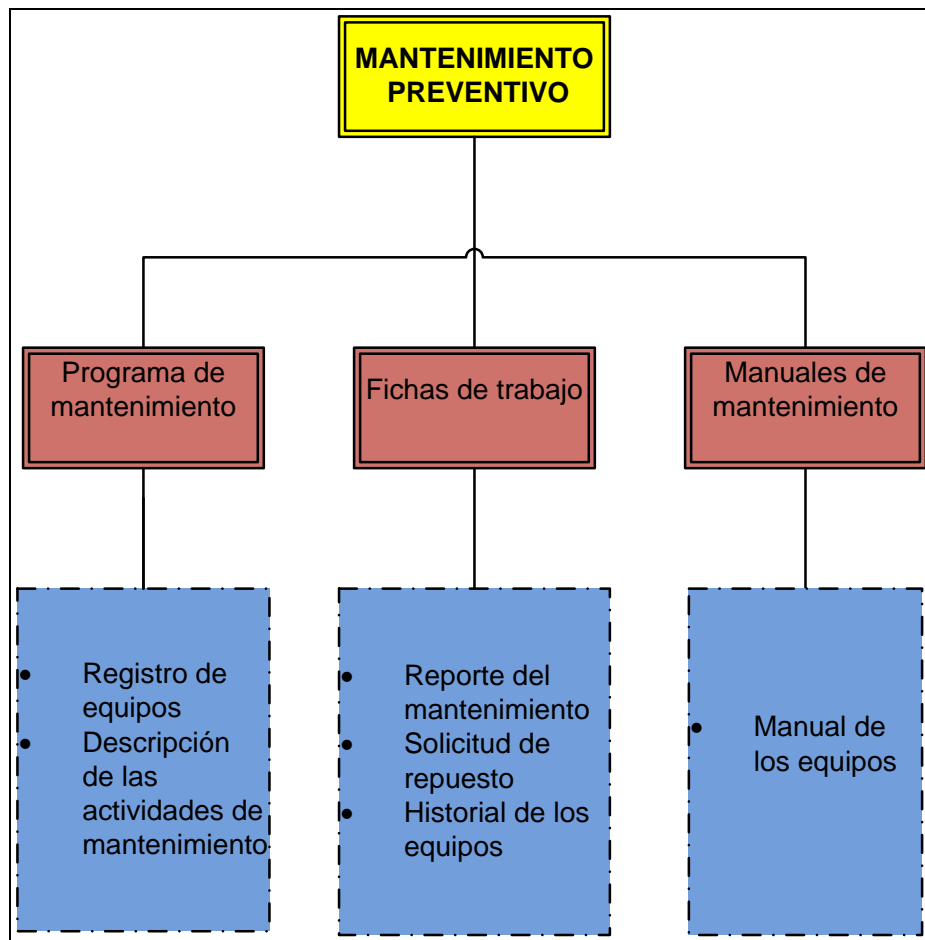 MANTENIMIENTO
PREVENTIVO
Programa de
mantenimiento
Fichas de trabajo
Manuales de
mantenimiento
• Registro de
equipos
• Descripción
de las
actividades de
mantenimiento
• Reporte del
mantenimiento
• Solicitud de
repuesto
• Historial de los
equipos
• Manual de
los equipos